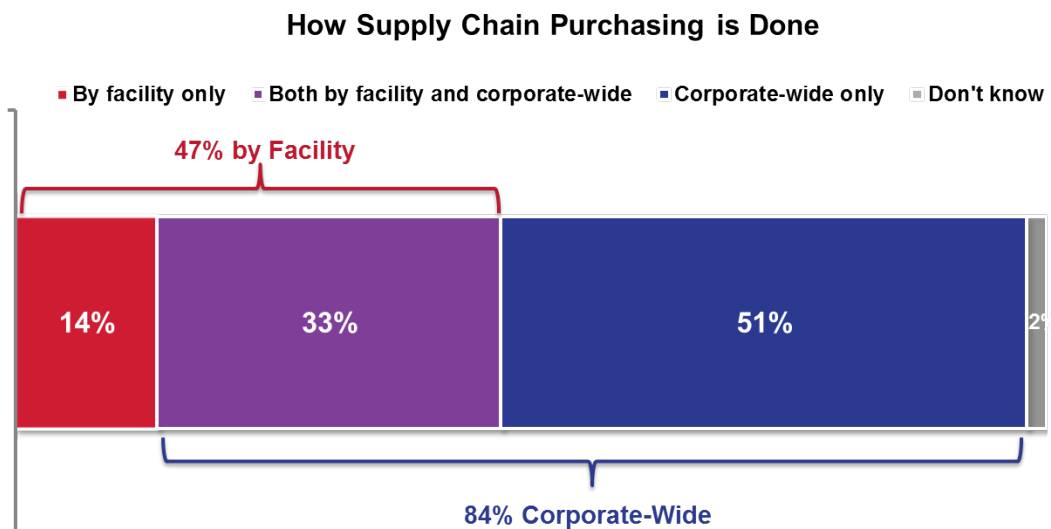 How Supply Chain Purchasing is Done
By facility only Both by facility and corporate-wide Corporate-wide only Don't know
47% by Facility
14% 33% 51% 2%
84% Corporate-Wide